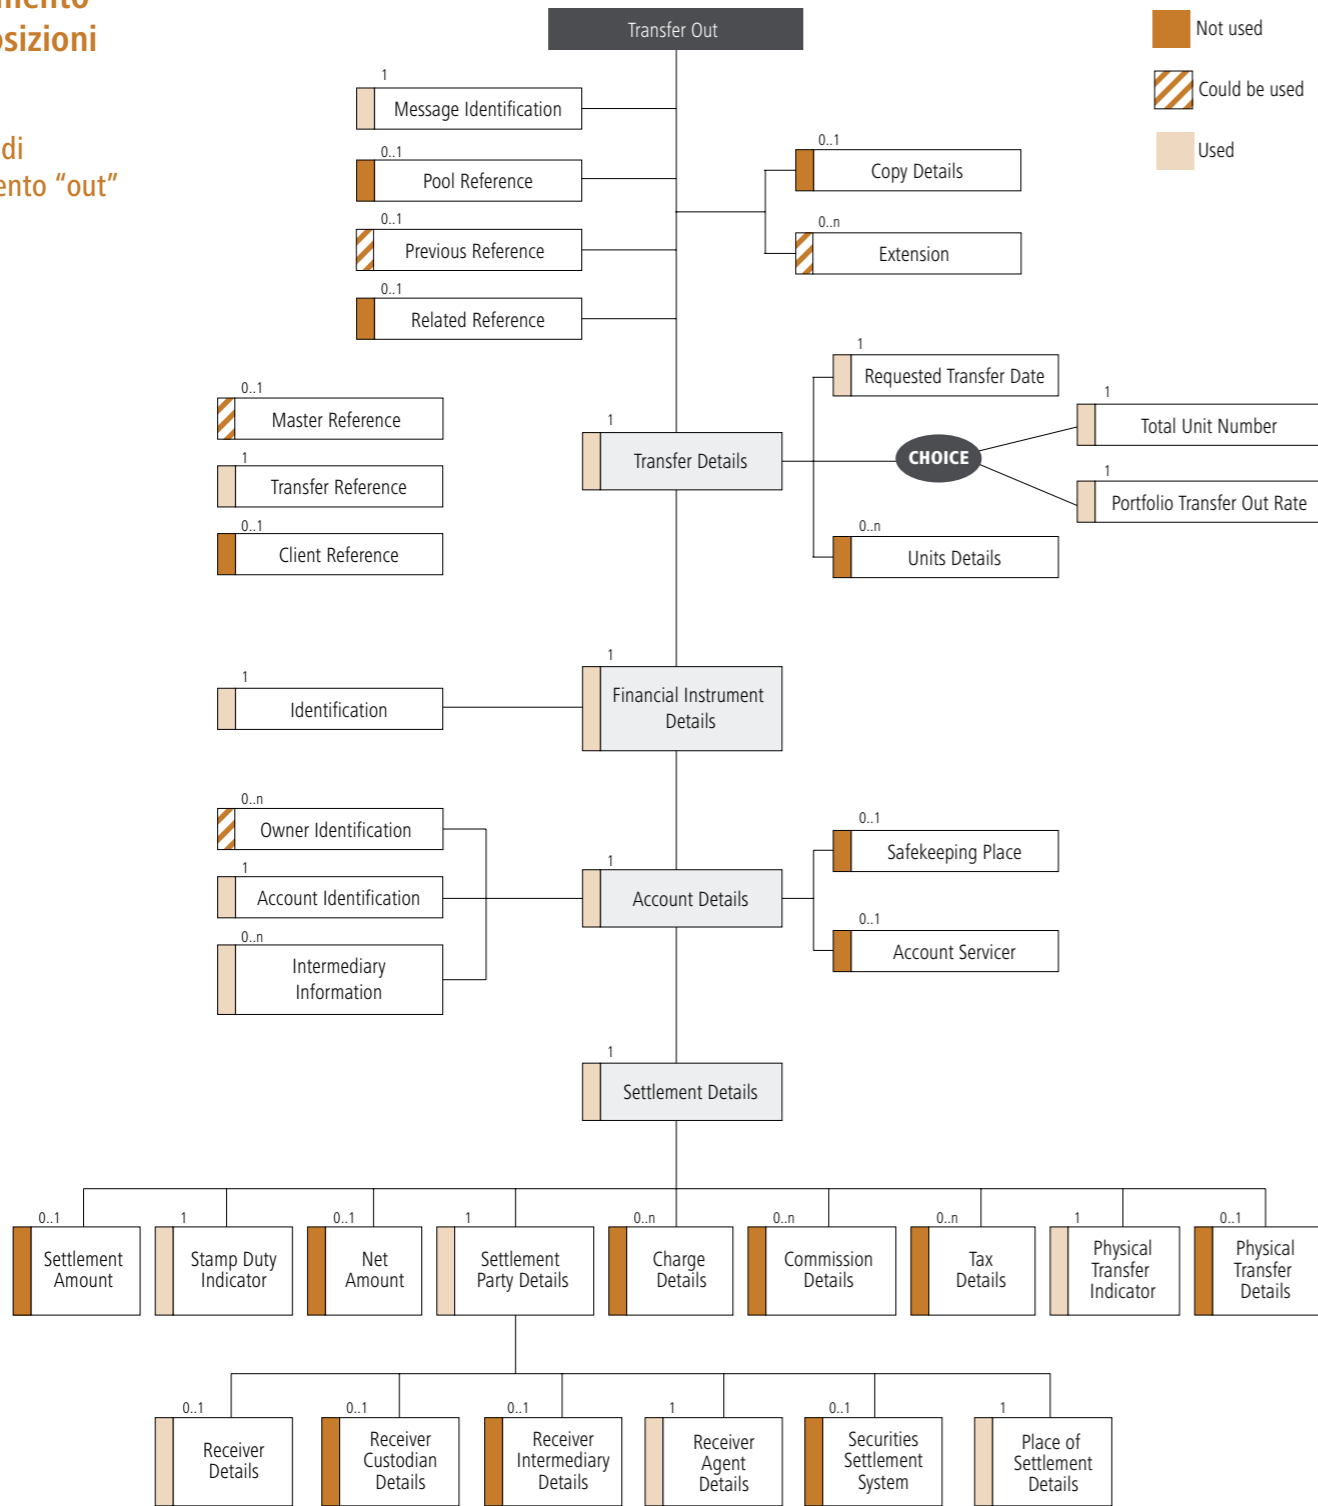 osizioni
di
ento “out”
Transfer Out
Not used
Could be used
Used
1
Message Identification
0..1
Pool Reference
0..1
Previous Reference
0..1
Related Reference
0..1
Copy Details
0..n
Extension
0..1
Master Reference
1
Transfer Reference
0..1
Client Reference
1
Transfer Details
1
Requested Transfer Date
CHOICE
1
Total Unit Number
1
Portfolio Transfer Out Rate
0..n
Units Details
1
Identification
1
Financial Instrument
Details
0..n
Owner Identification
1
Account Identification
0..n
Intermediary
Information
1
Account Details
0..1
Safekeeping Place
0..1
Account Servicer
1
Settlement Details
0..1
Settlement
Amount
1
Stamp Duty
Indicator
0..1
Net
Amount
1
Settlement
Party Details
0..n
Charge
Details
0..n
Commission
Details
0..n
Tax
Details
1
Physical
Transfer
Indicator
0..1
Physical
Transfer
Details
0..1
Receiver
Details
0..1
Receiver
Custodian
Details
0..1
Receiver
Intermediary
Details
1
Receiver
Agent
Details
0..1
Securities
Settlement
System
1
Place of
Settlement
Details